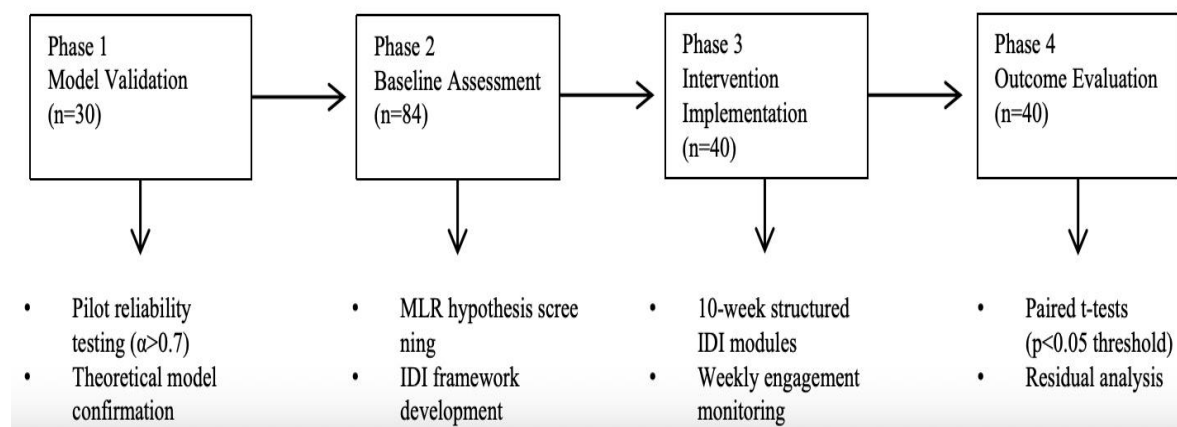 Phase 1
Model Validation
(n=30)
Phase 2
Baseline Assessment
(n=84)
Phase 3
Intervention
Implementation
(n=40)
Phase 4
Outcome Evaluation
(n=40)
• Pilot reliability
testing (α>0.7)
• Theoretical model
confirmation
• MLR hypothesis scree
ning
• IDI framework
development
• 10-week structured
IDI modules
• Weekly engagement
monitoring
• Paired t-tests
(p<0.05 threshold)
• Residual analysis